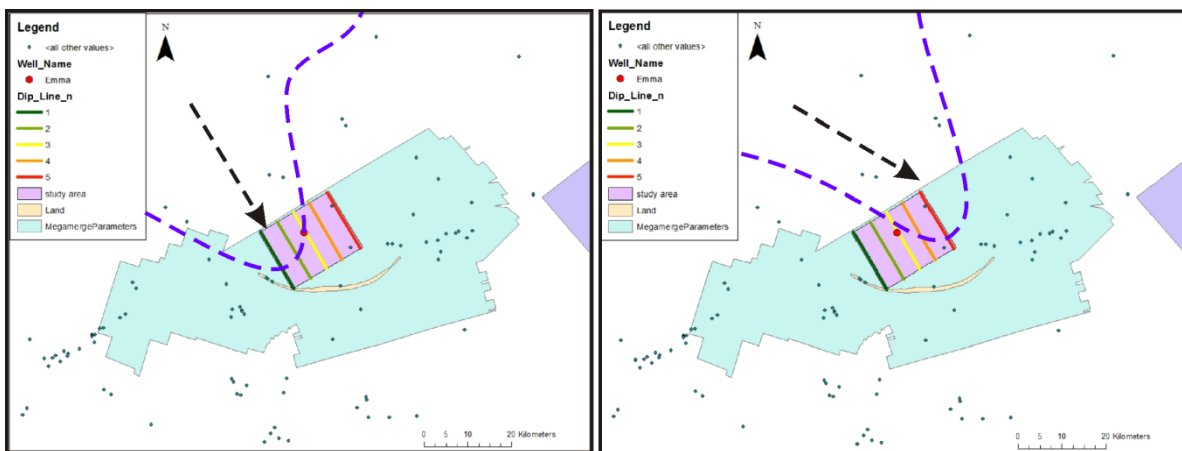 Legend
<all other values>
Well_Name
Emma
Dip_Line_n
1
2
3
4
5
study area
Land
MegamergeParameters
N
0 5 10 20 Kilometers
Legend
<all other values>
Well_Name
Emma
Dip_Line_n
1
2
3
4
5
study area
Land
MegamergeParameters
N
0 5 10 20 Kilometers